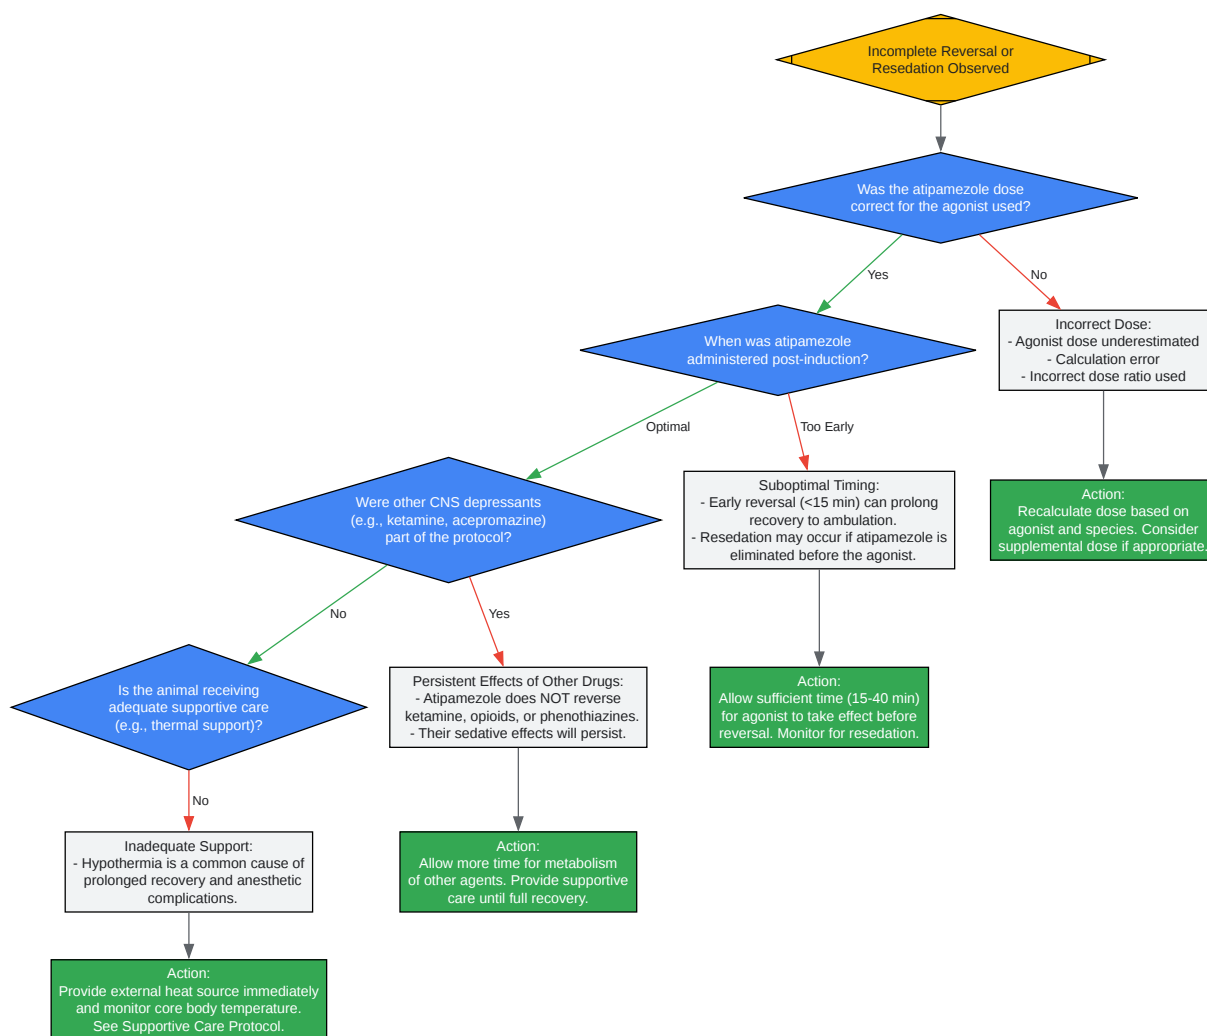 Incomplete Reversal or
Resedation Observed
Was the atipamezole dose
correct for the agonist used?
Yes
No
When was atipamezole
administered post-induction?
Incorrect Dose:
- Agonist dose underestimated
- Calculation error
- Incorrect dose ratio used
Optimal
Too Early
Were other CNS depressants
(e.g., ketamine, acepromazine)
part of the protocol?
Suboptimal Timing:
- Early reversal (<15 min) can prolong
recovery to ambulation.
- Resedation may occur if atipamezole is
eliminated before the agonist.
Action:
Recalculate dose based on
agonist and species. Consider
supplemental dose if appropriate.
No
Yes
Is the animal receiving
adequate supportive care
(e.g., thermal support)?
Persistent Effects of Other Drugs:
- Atipamezole does NOT reverse
ketamine, opioids, or phenothiazines.
- Their sedative effects will persist.
Action:
Allow sufficient time (15-40 min)
for agonist to take effect before
reversal. Monitor for resedation.
No
Inadequate Support:
- Hypothermia is a common cause of
prolonged recovery and anesthetic
complications.
Action:
Allow more time for metabolism
of other agents. Provide supportive
care until full recovery.
Action:
Provide external heat source immediately
and monitor core body temperature.
See Supportive Care Protocol.